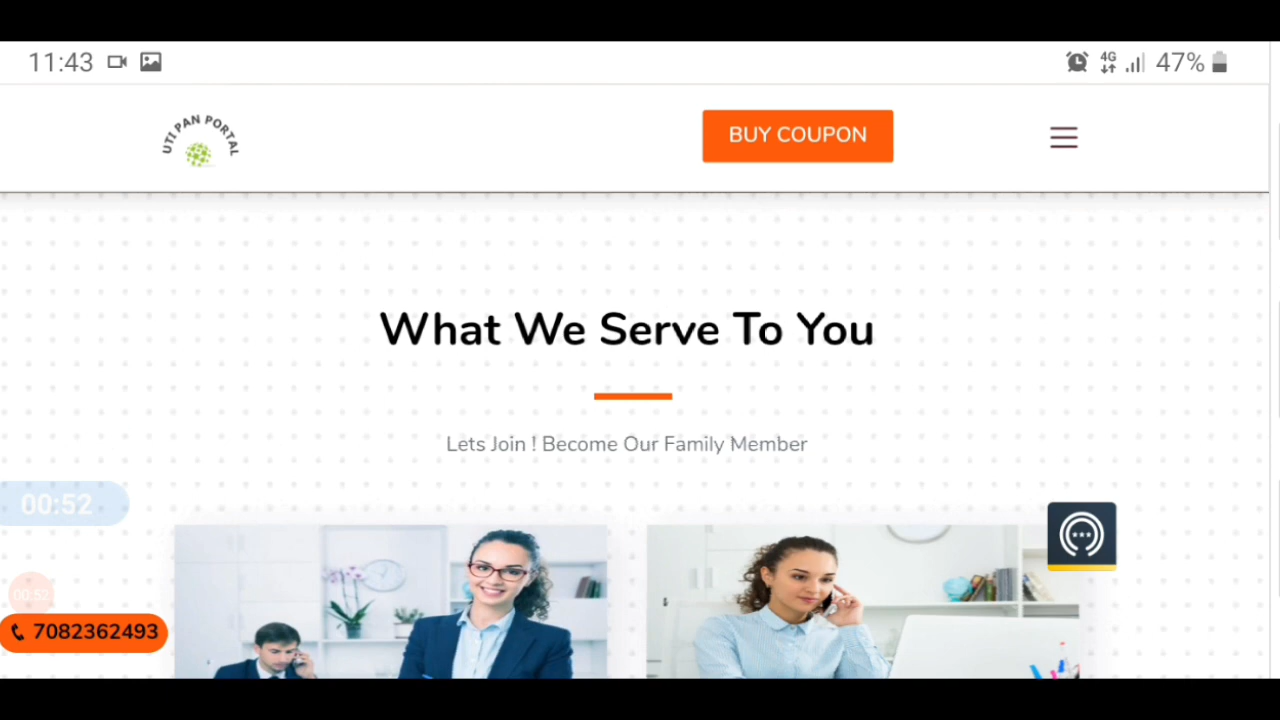 11:43
4G
47%
UTI PAN PORTAL
BUY COUPON
What We Serve To You
Lets Join ! Become Our Family Member
00:52
00:52
7082362493